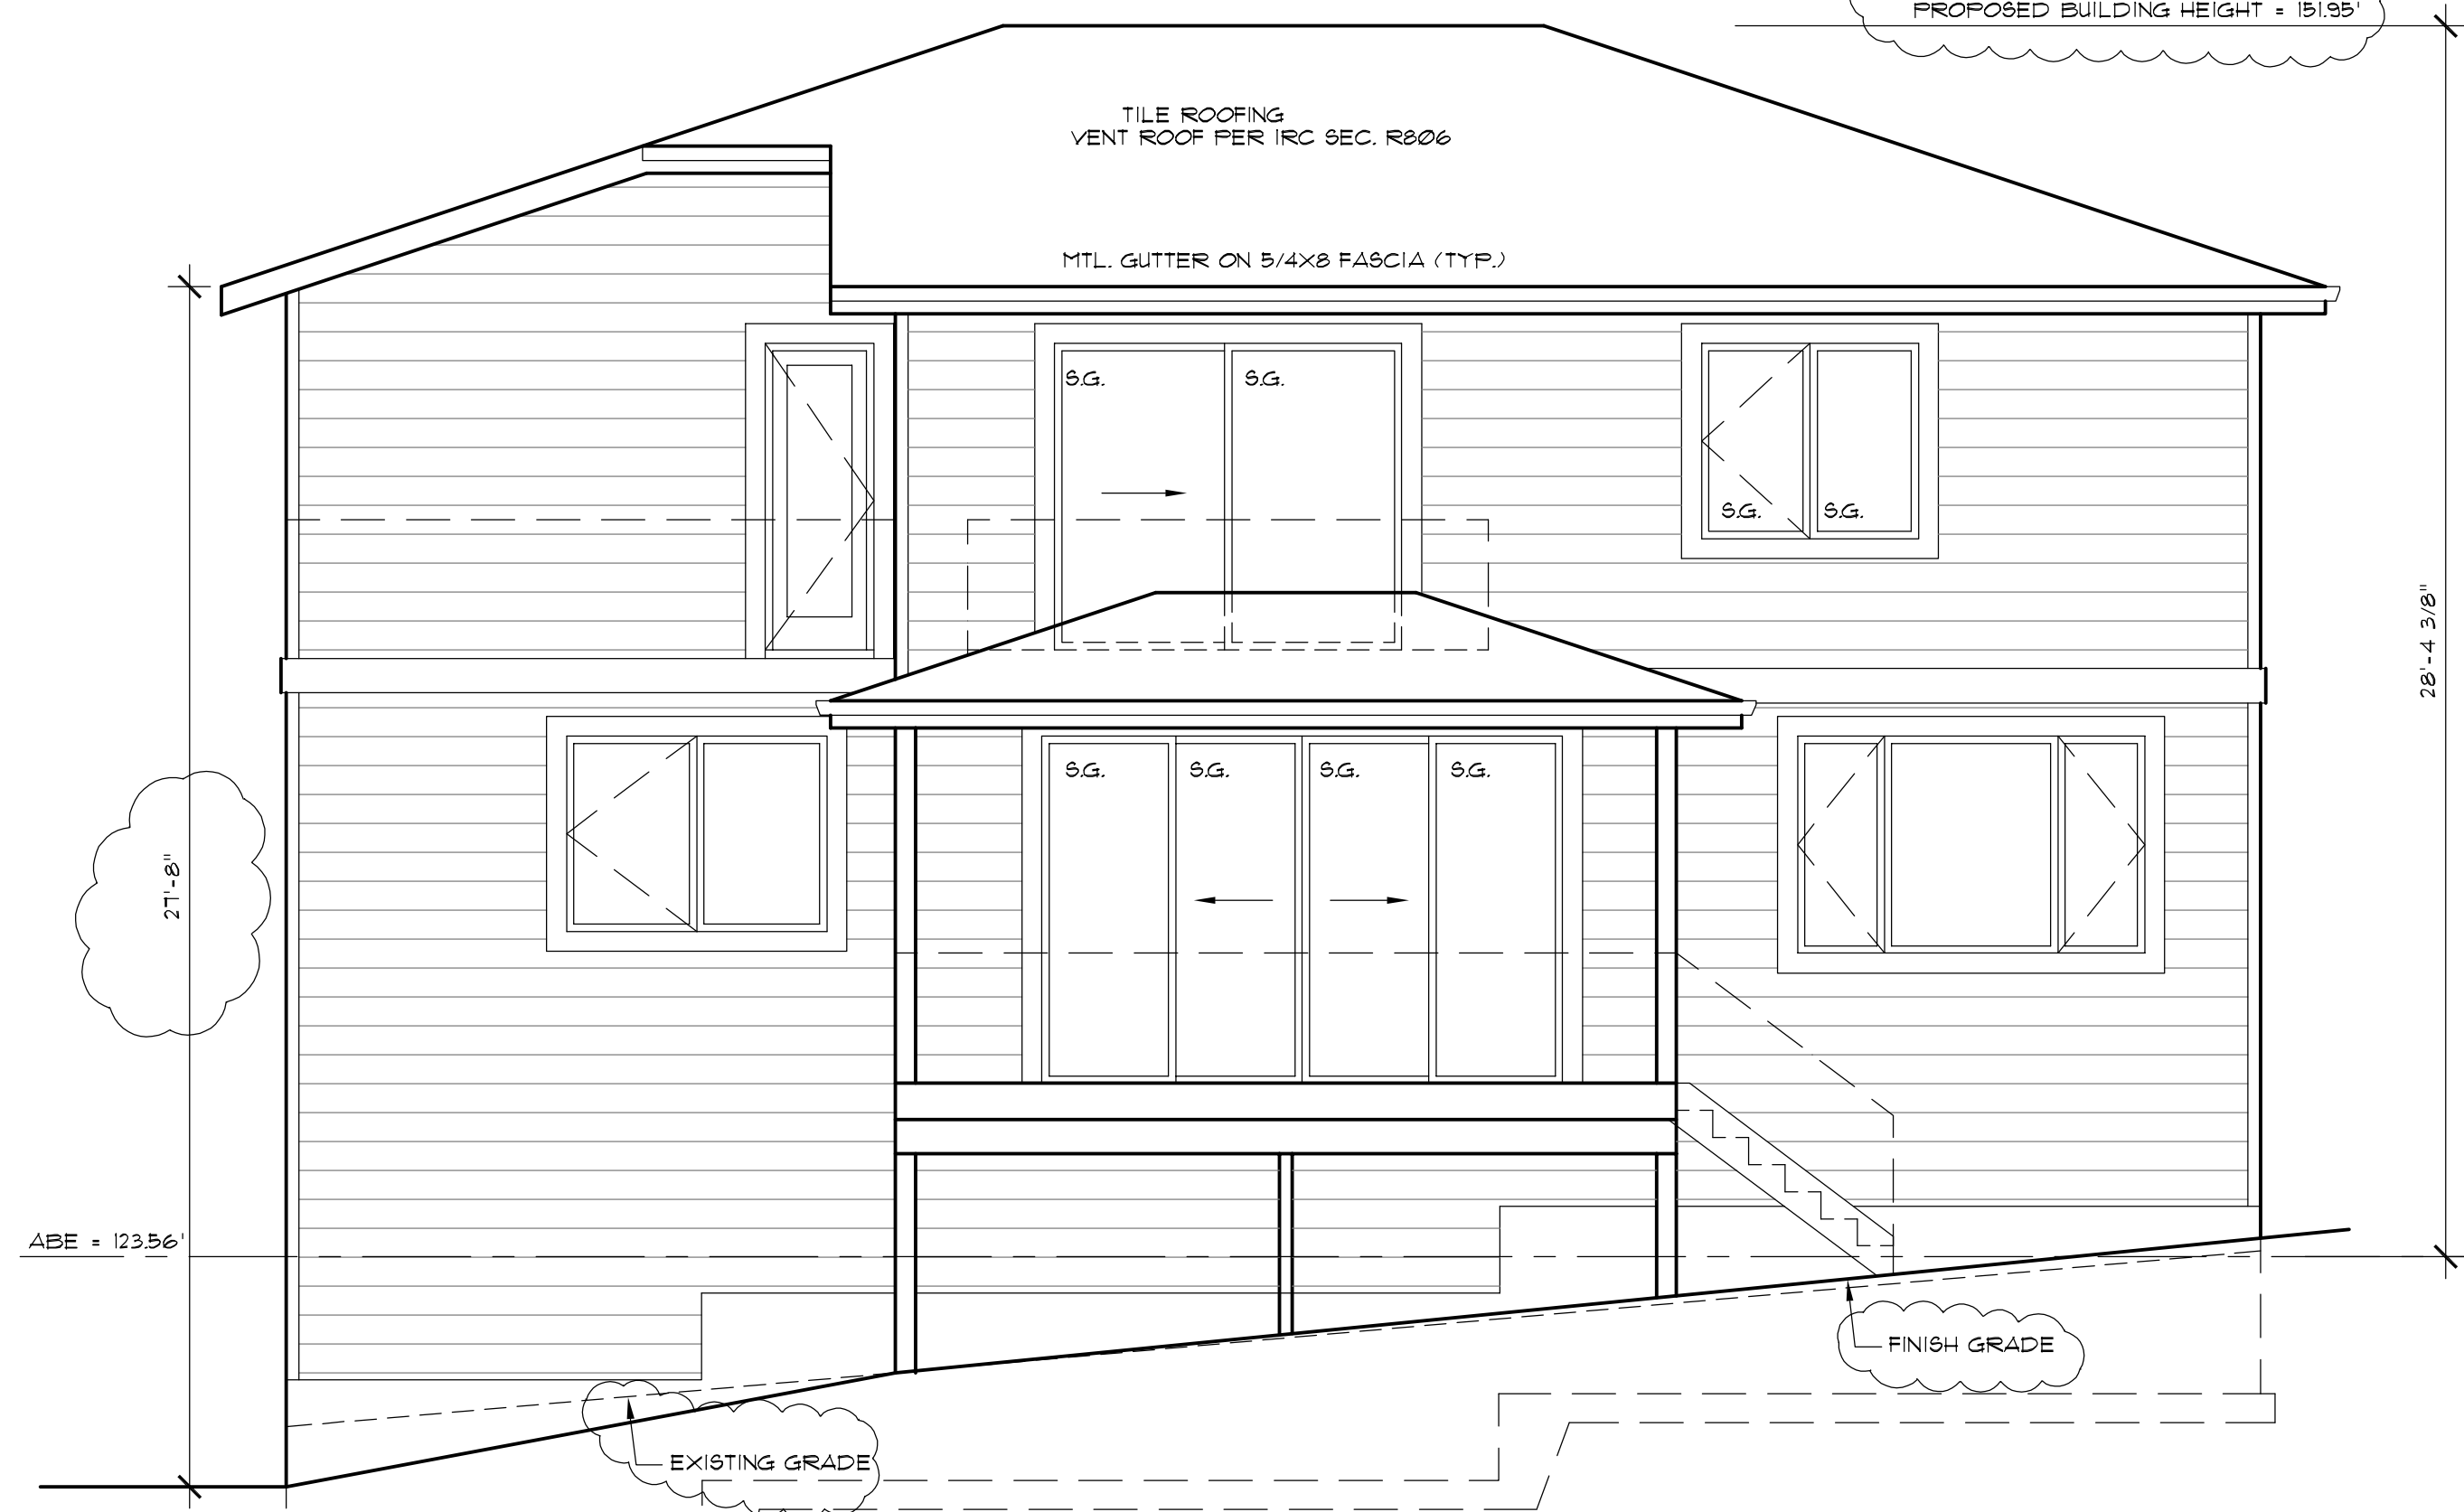 PROPOSED BUILDING HEIGHT = 151.95'
TILE ROOFING
VENT ROOF PER IRC SEC. R806
MTL. GUTTER ON 5/4X8 FASCIA (TYP.)
S.G.
S.G.
S.G.
S.G.
28'-4 3/8"
S.G.
S.G.
S.G.
S.G.
27'-8"
ABE = 123.56'
FINISH GRADE
EXISTING GRADE